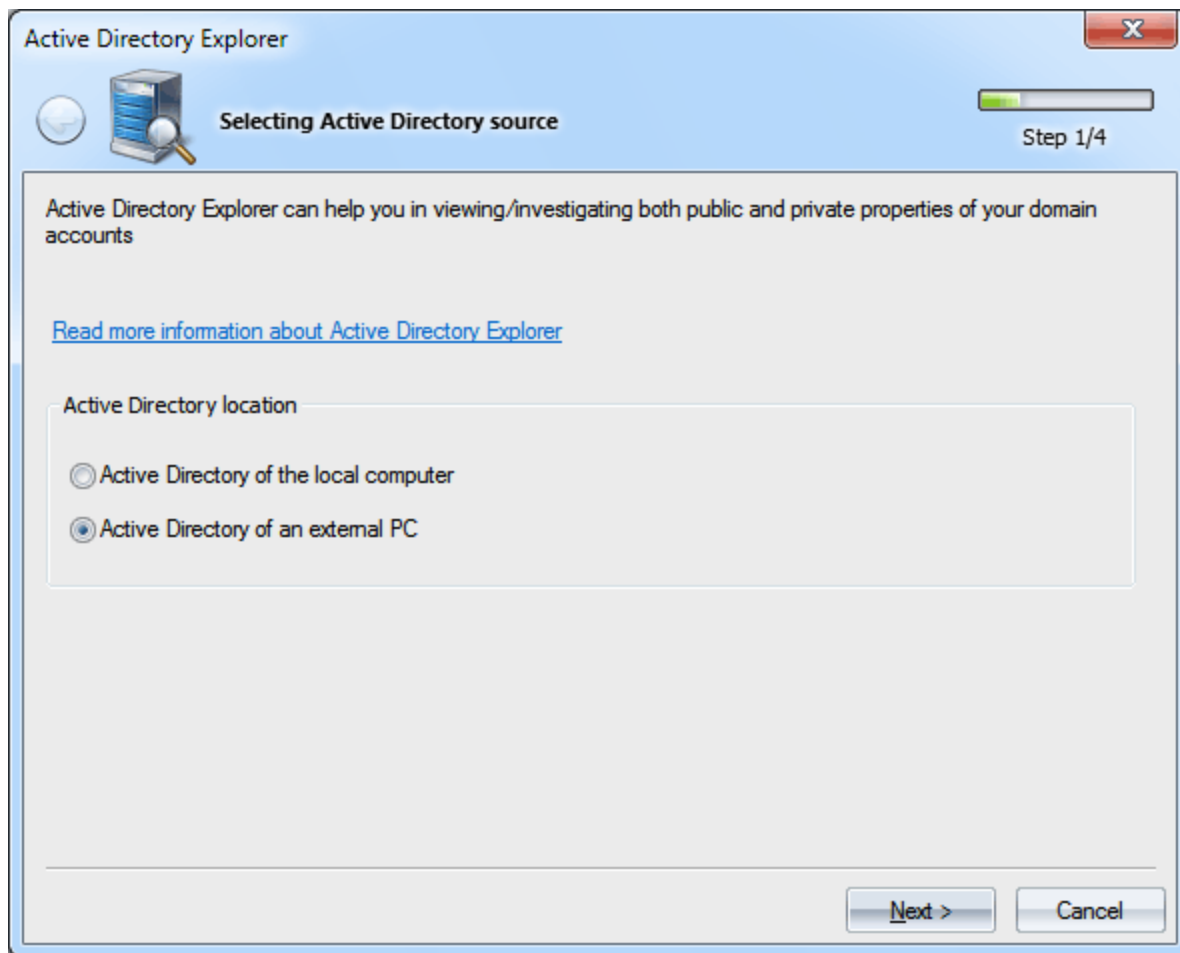 Active Directory Explorer
X
Selecting Active Directory source
Step 1/4
Active Directory Explorer can help you in viewing/investigating both public and private properties of your domain
accounts
Read more information about Active Directory Explorer
Active Directory location
Active Directory of the local computer
Active Directory of an external PC
Next > Cancel